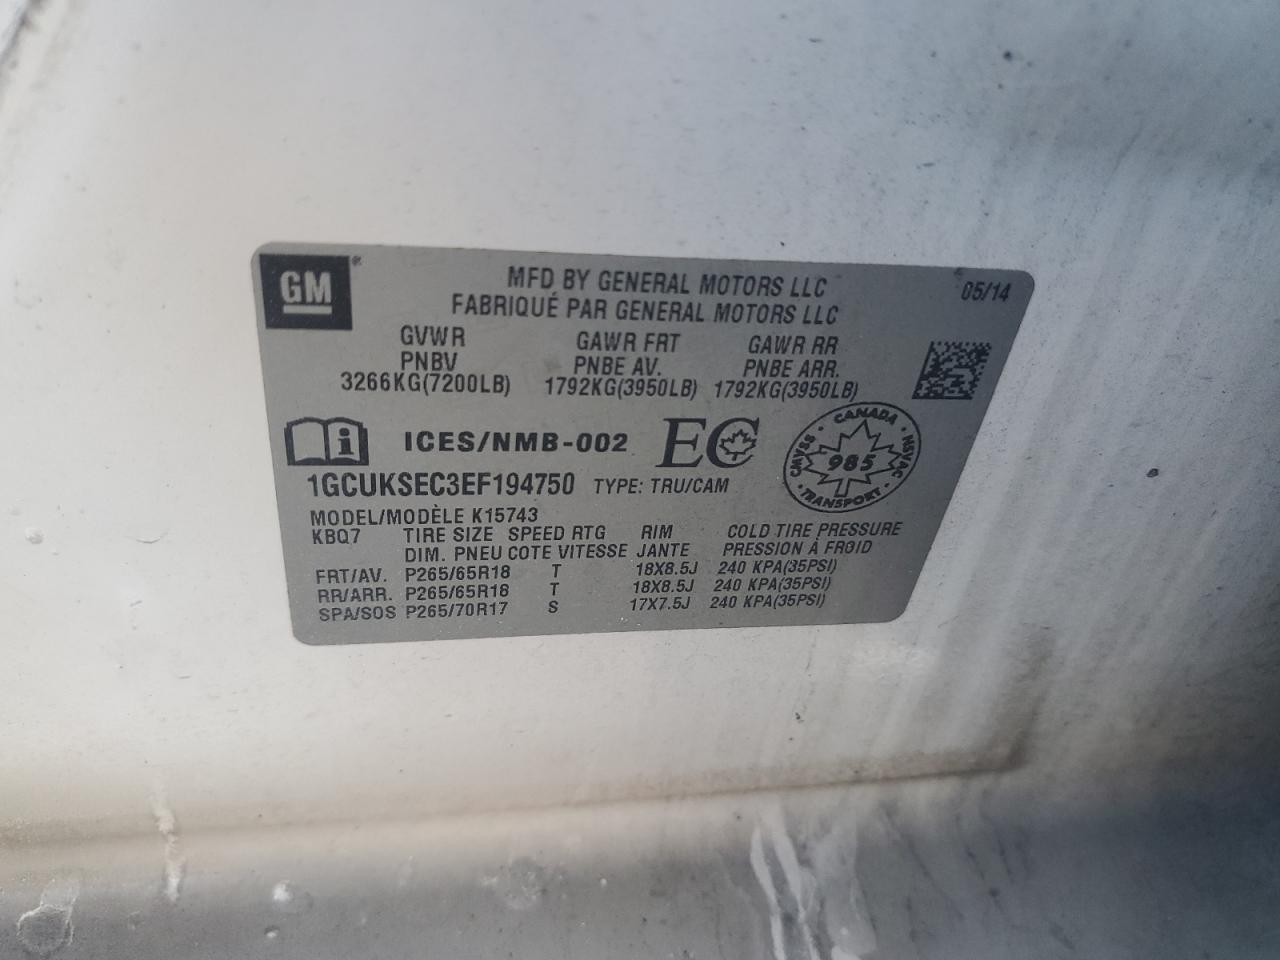 GM®
MFD BY GENERAL MOTORS LLC
05/14
FABRIQUÉ PAR GENERAL MOTORS LLC
GVWR GAWR FRT GAWR RR
PNBV PNBE AV. PNBE ARR.
3266KG(7200LB) 1792KG(3950LB) 1792KG(3950LB)
ICES/NMB-002 EC
CANADA
CMVSS 985 NSVAC
TRANSPORT
1GCUKSEC3EF194750 TYPE: TRU/CAM
MODEL/MODÈLE K15743
KBQ7 TIRE SIZE SPEED RTG RIM COLD TIRE PRESSURE
DIM. PNEU COTE VITESSE JANTE PRESSION À FROID
FRT/AV. P265/65R18 T 18X8.5J 240 KPA(35PSI)
RR/ARR. P265/65R18 T 18X8.5J 240 KPA(35PSI)
SPA/SOS P265/70R17 S 17X7.5J 240 KPA(35PSI)